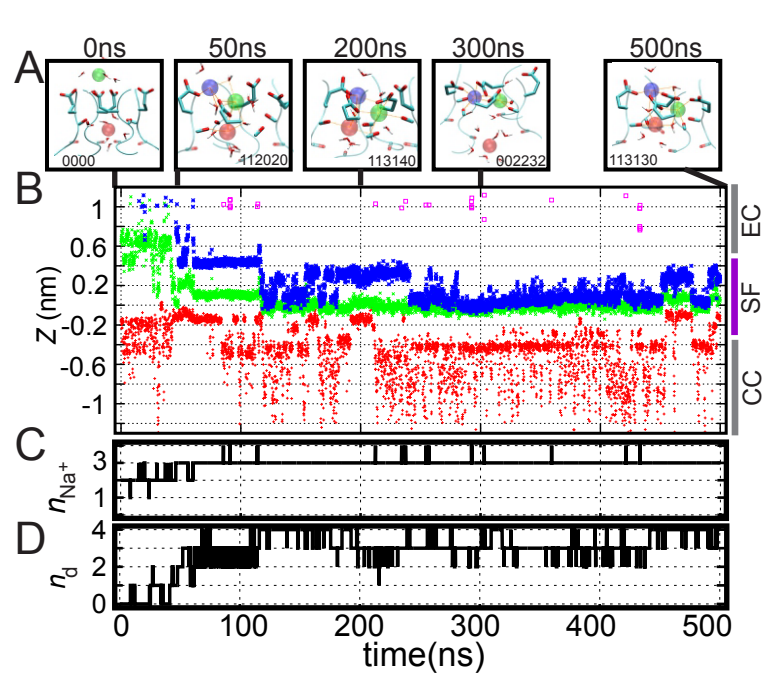 0ns 50ns 200ns 300ns 500ns
A
0000 112020 113140 002232 113130
B
1
0.6
0.2
-0.2
-0.6
-1
Z (nm)
EC
SF
CC
C
3
1
nNa+
D
4
2
0
nd
0 100 200 300 400 500
time(ns)